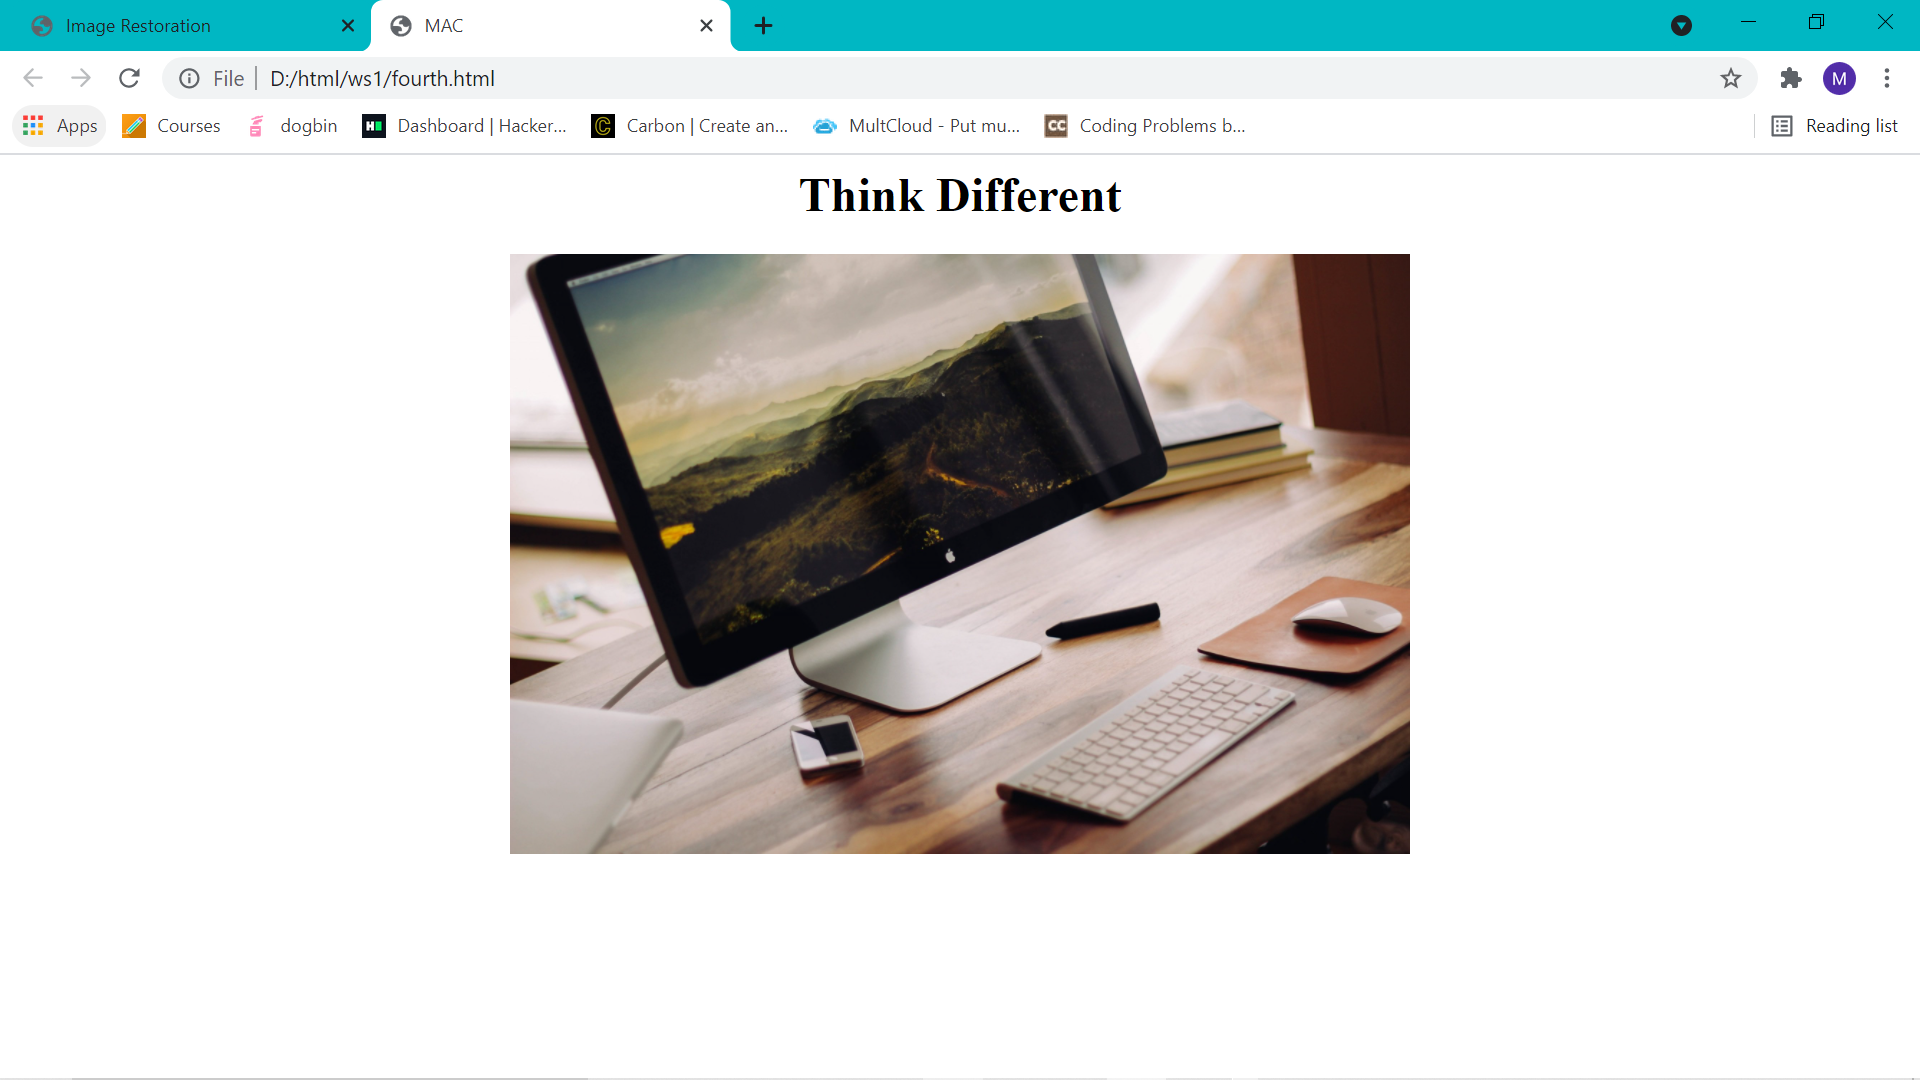 Image Restoration
MAC
File
D:/html/ws1/fourth.html
M
Apps
Courses
dogbin
Dashboard | Hacker...
Carbon | Create an...
MultCloud - Put mu...
CC
Coding Problems b...
Reading list
Think Different